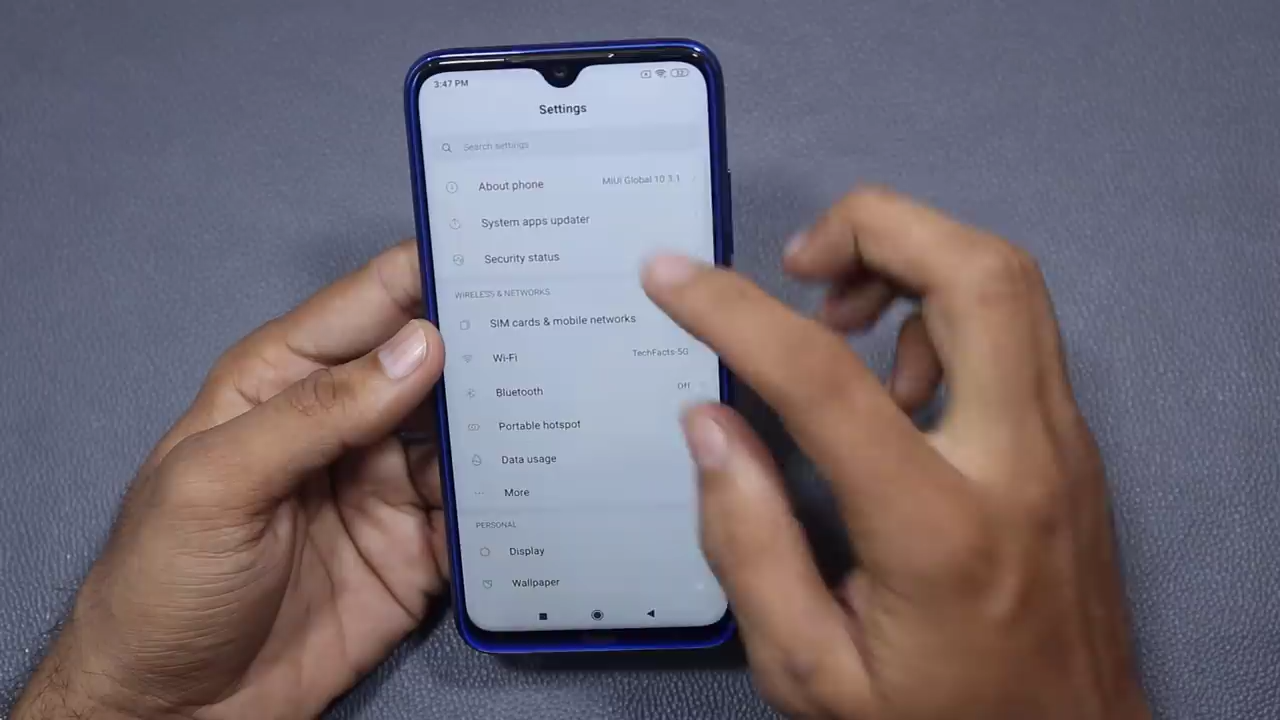 3:47 PM
32
Settings
Search settings
About phone
MIUI Global 10.3.1
System apps updater
Security status
WIRELESS & NETWORKS
SIM cards & mobile networks
Wi-Fi
TechFacts-5G
Bluetooth
Off
Portable hotspot
Data usage
More
PERSONAL
Display
Wallpaper